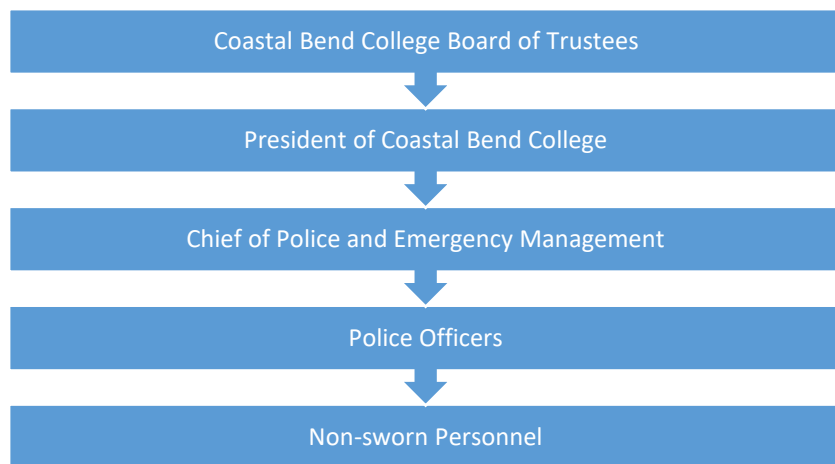 Coastal Bend College Board of Trustees
President of Coastal Bend College
Chief of Police and Emergency Management
Police Officers
Non-sworn Personnel